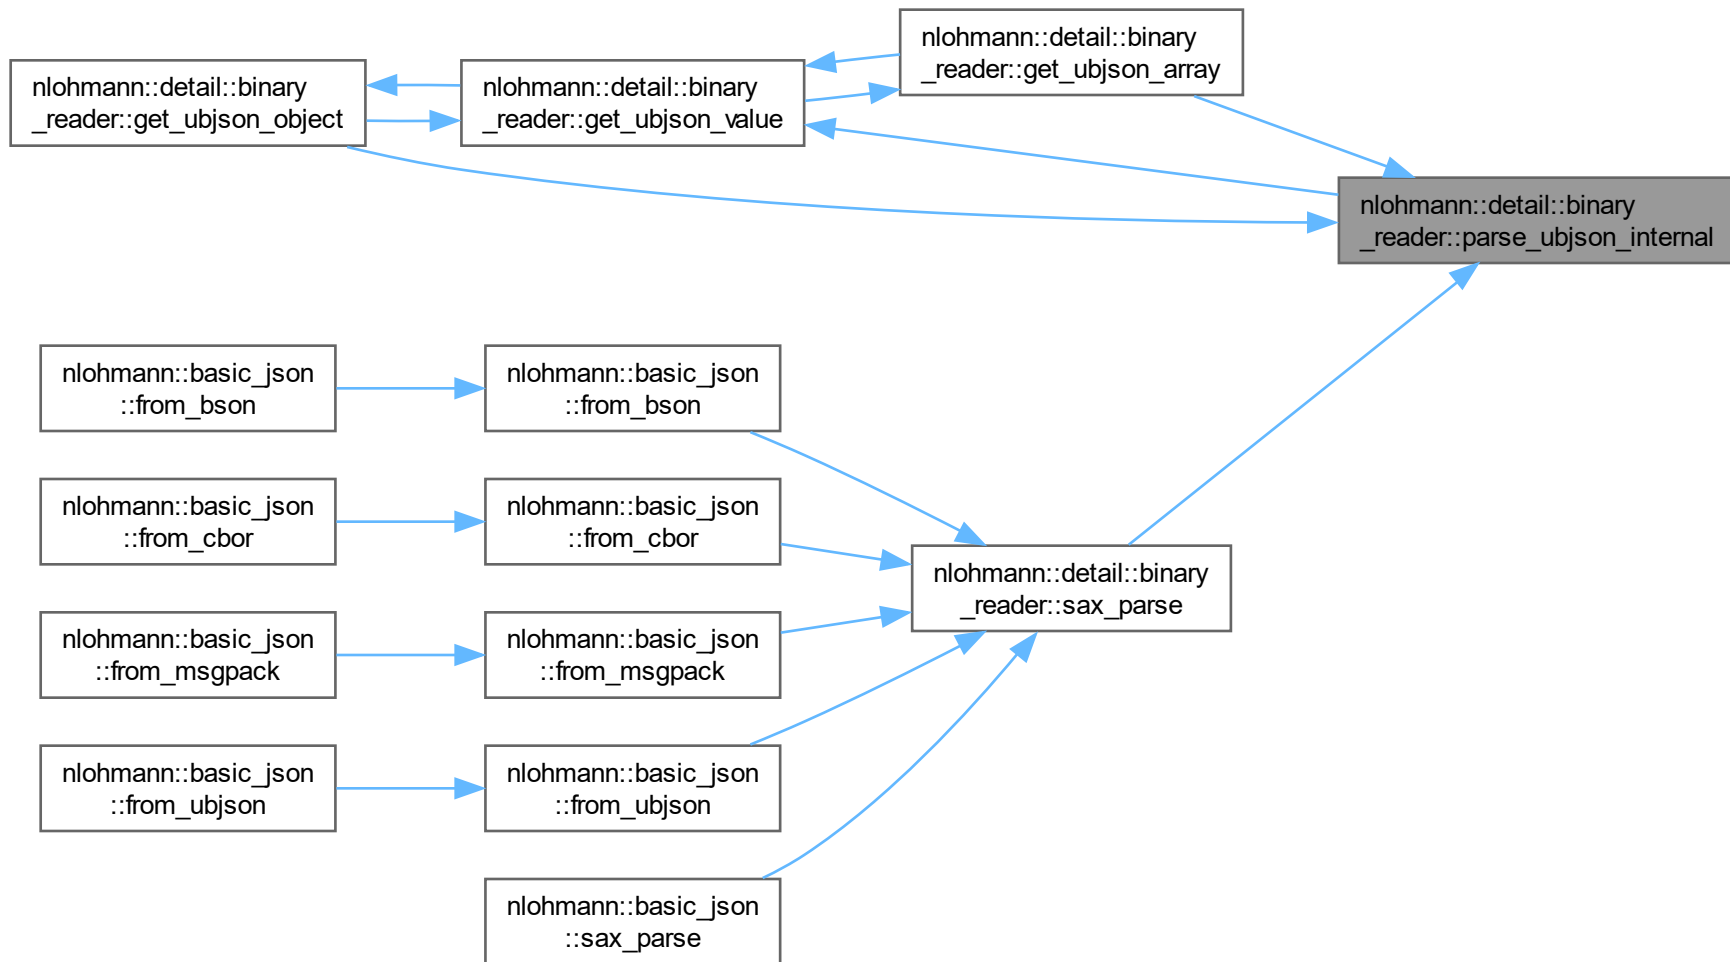 nlohmann::detail::binary
_reader::get_ubjson_array
nlohmann::detail::binary
_reader::get_ubjson_object
nlohmann::detail::binary
_reader::get_ubjson_value
nlohmann::detail::binary
_reader::parse_ubjson_internal
nlohmann::basic_json
::from_bson
nlohmann::basic_json
::from_bson
nlohmann::basic_json
::from_cbor
nlohmann::basic_json
::from_cbor
nlohmann::detail::binary
_reader::sax_parse
nlohmann::basic_json
::from_msgpack
nlohmann::basic_json
::from_msgpack
nlohmann::basic_json
::from_ubjson
nlohmann::basic_json
::from_ubjson
nlohmann::basic_json
::sax_parse